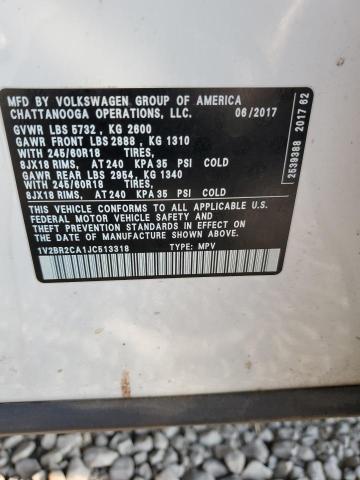 MFD BY VOLKSWAGEN GROUP OF AMERICA
CHATTANOOGA OPERATIONS, LLC. 06/2017
GVWR LBS 5732 , KG 2600
GAWR FRONT LBS 2888 , KG 1310
WITH 245/60R18 TIRES,
8JX18 RIMS, AT 240 KPA 35 PSI COLD
GAWR REAR LBS 2954, KG 1340
WITH 245/60R18 TIRES,
8JX18 RIMS, AT 240 KPA 35 PSI COLD
THIS VEHICLE CONFORMS TO ALL APPLICABLE U.S.
FEDERAL MOTOR VEHICLE SAFETY AND
THEFT PREVENTION STANDARDS IN EFFECT ON
THE DATE OF MANUFACTURE SHOWN ABOVE.
1V2BR2CA1JC513318 TYPE: MPV
2539388 2017 62